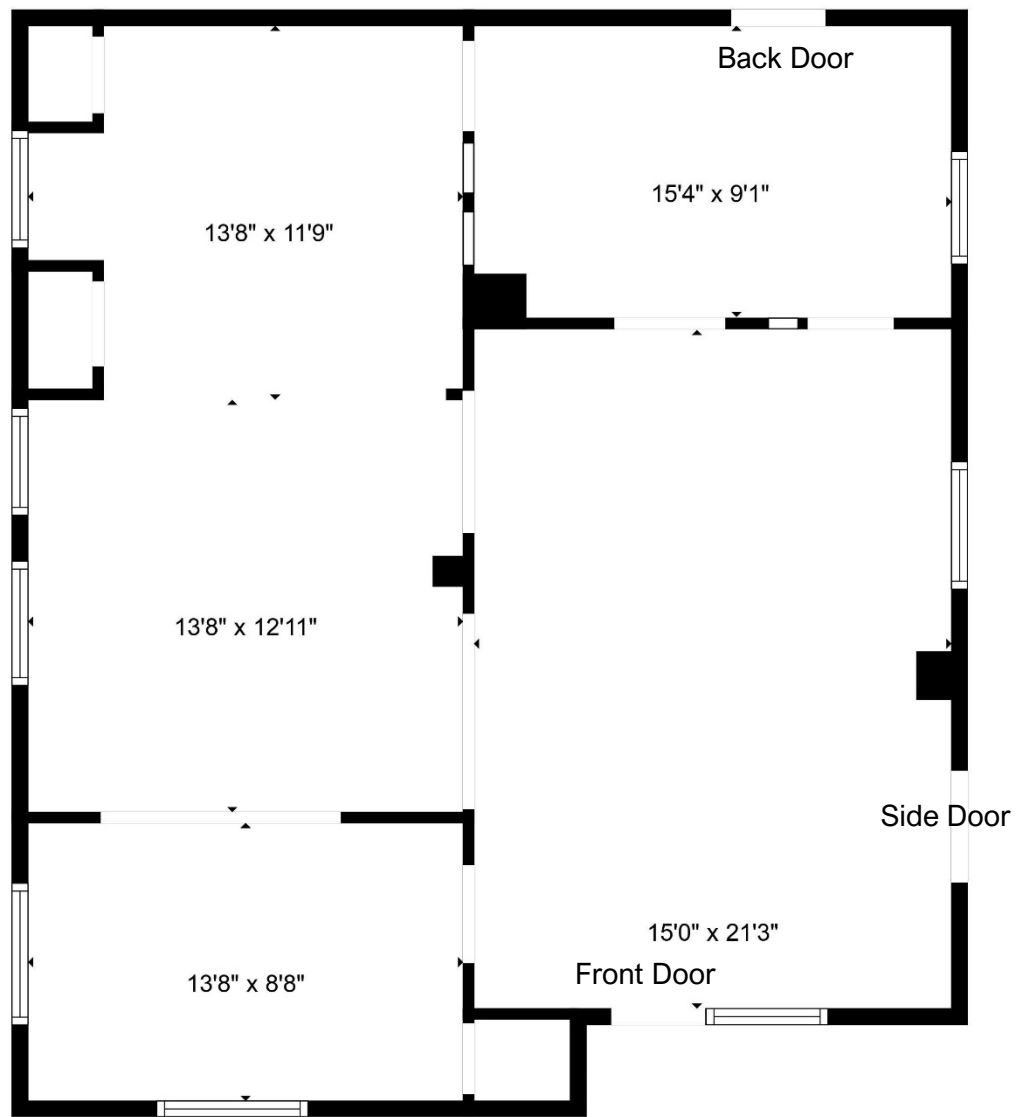 Back Door
15'4" x 9'1"
13'8" x 11'9"
13'8" x 12'11"
Side Door
15'0" x 21'3"
Front Door
13'8" x 8'8"